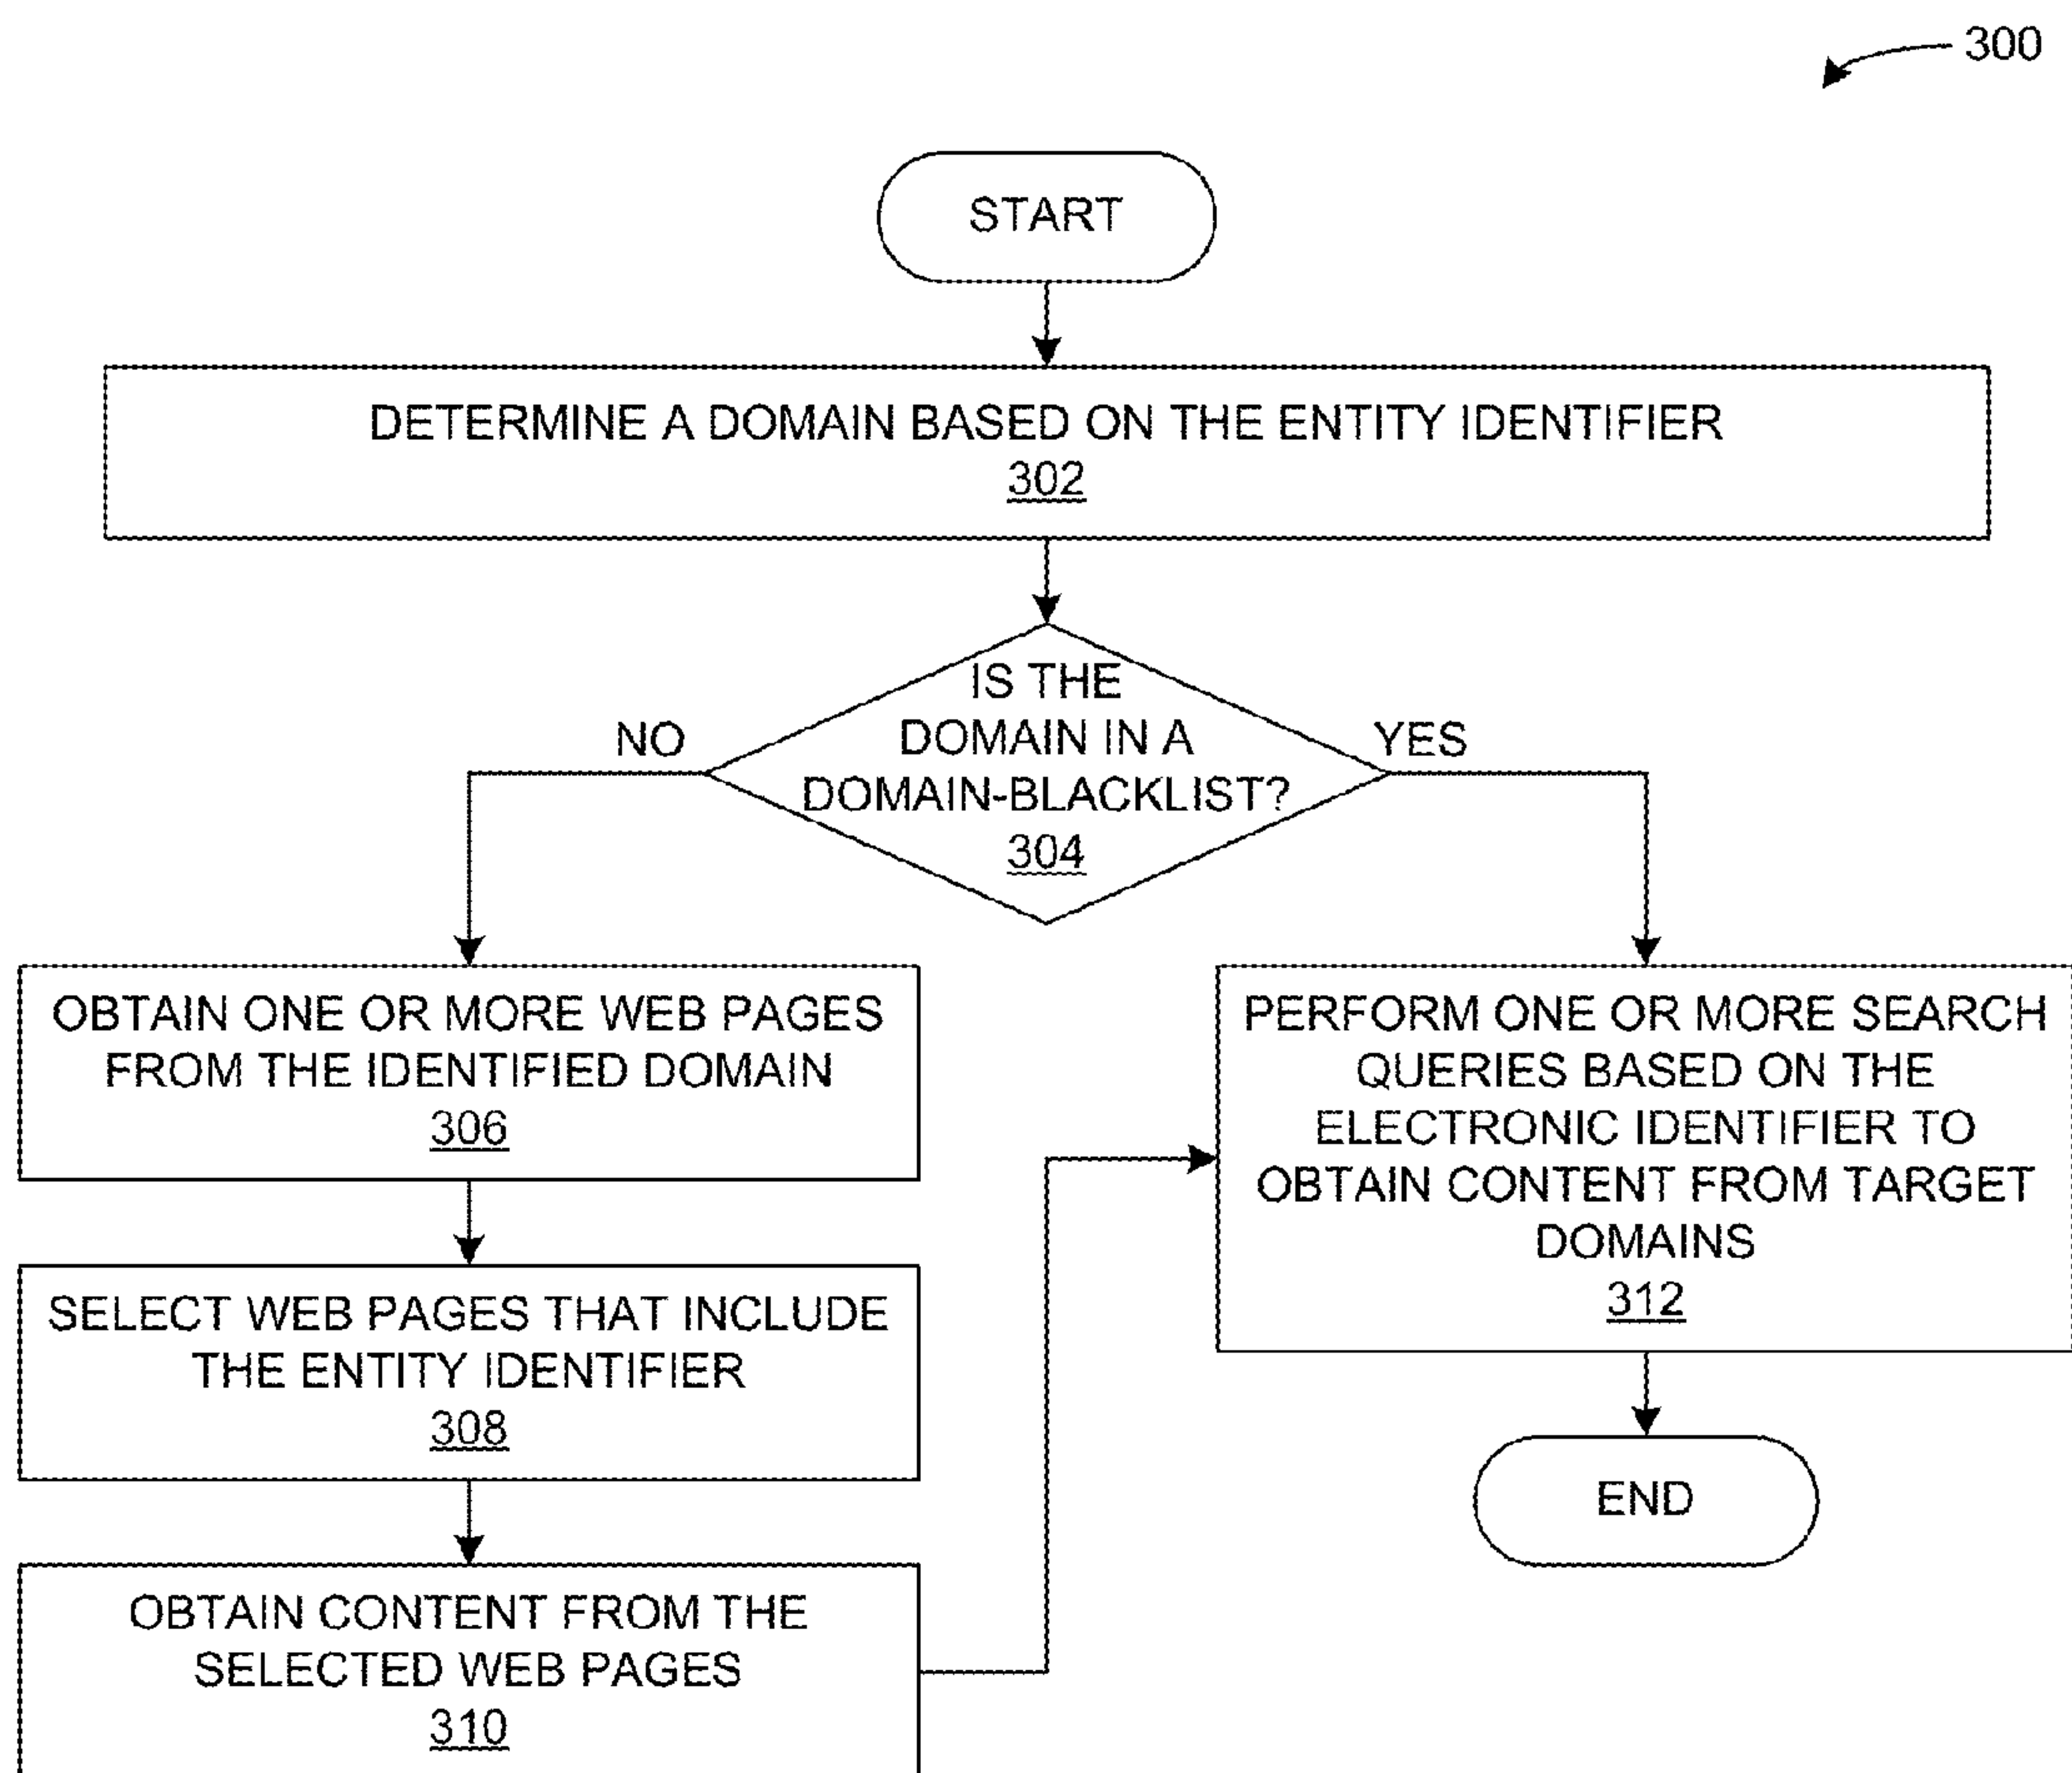 300
START
DETERMINE A DOMAIN BASED ON THE ENTITY IDENTIFIER
302
IS THE
DOMAIN IN A
DOMAIN-BLACKLIST?
304
NO
YES
OBTAIN ONE OR MORE WEB PAGES
FROM THE IDENTIFIED DOMAIN
306
SELECT WEB PAGES THAT INCLUDE
THE ENTITY IDENTIFIER
308
OBTAIN CONTENT FROM THE
SELECTED WEB PAGES
310
PERFORM ONE OR MORE SEARCH
QUERIES BASED ON THE
ELECTRONIC IDENTIFIER TO
OBTAIN CONTENT FROM TARGET
DOMAINS
312
END